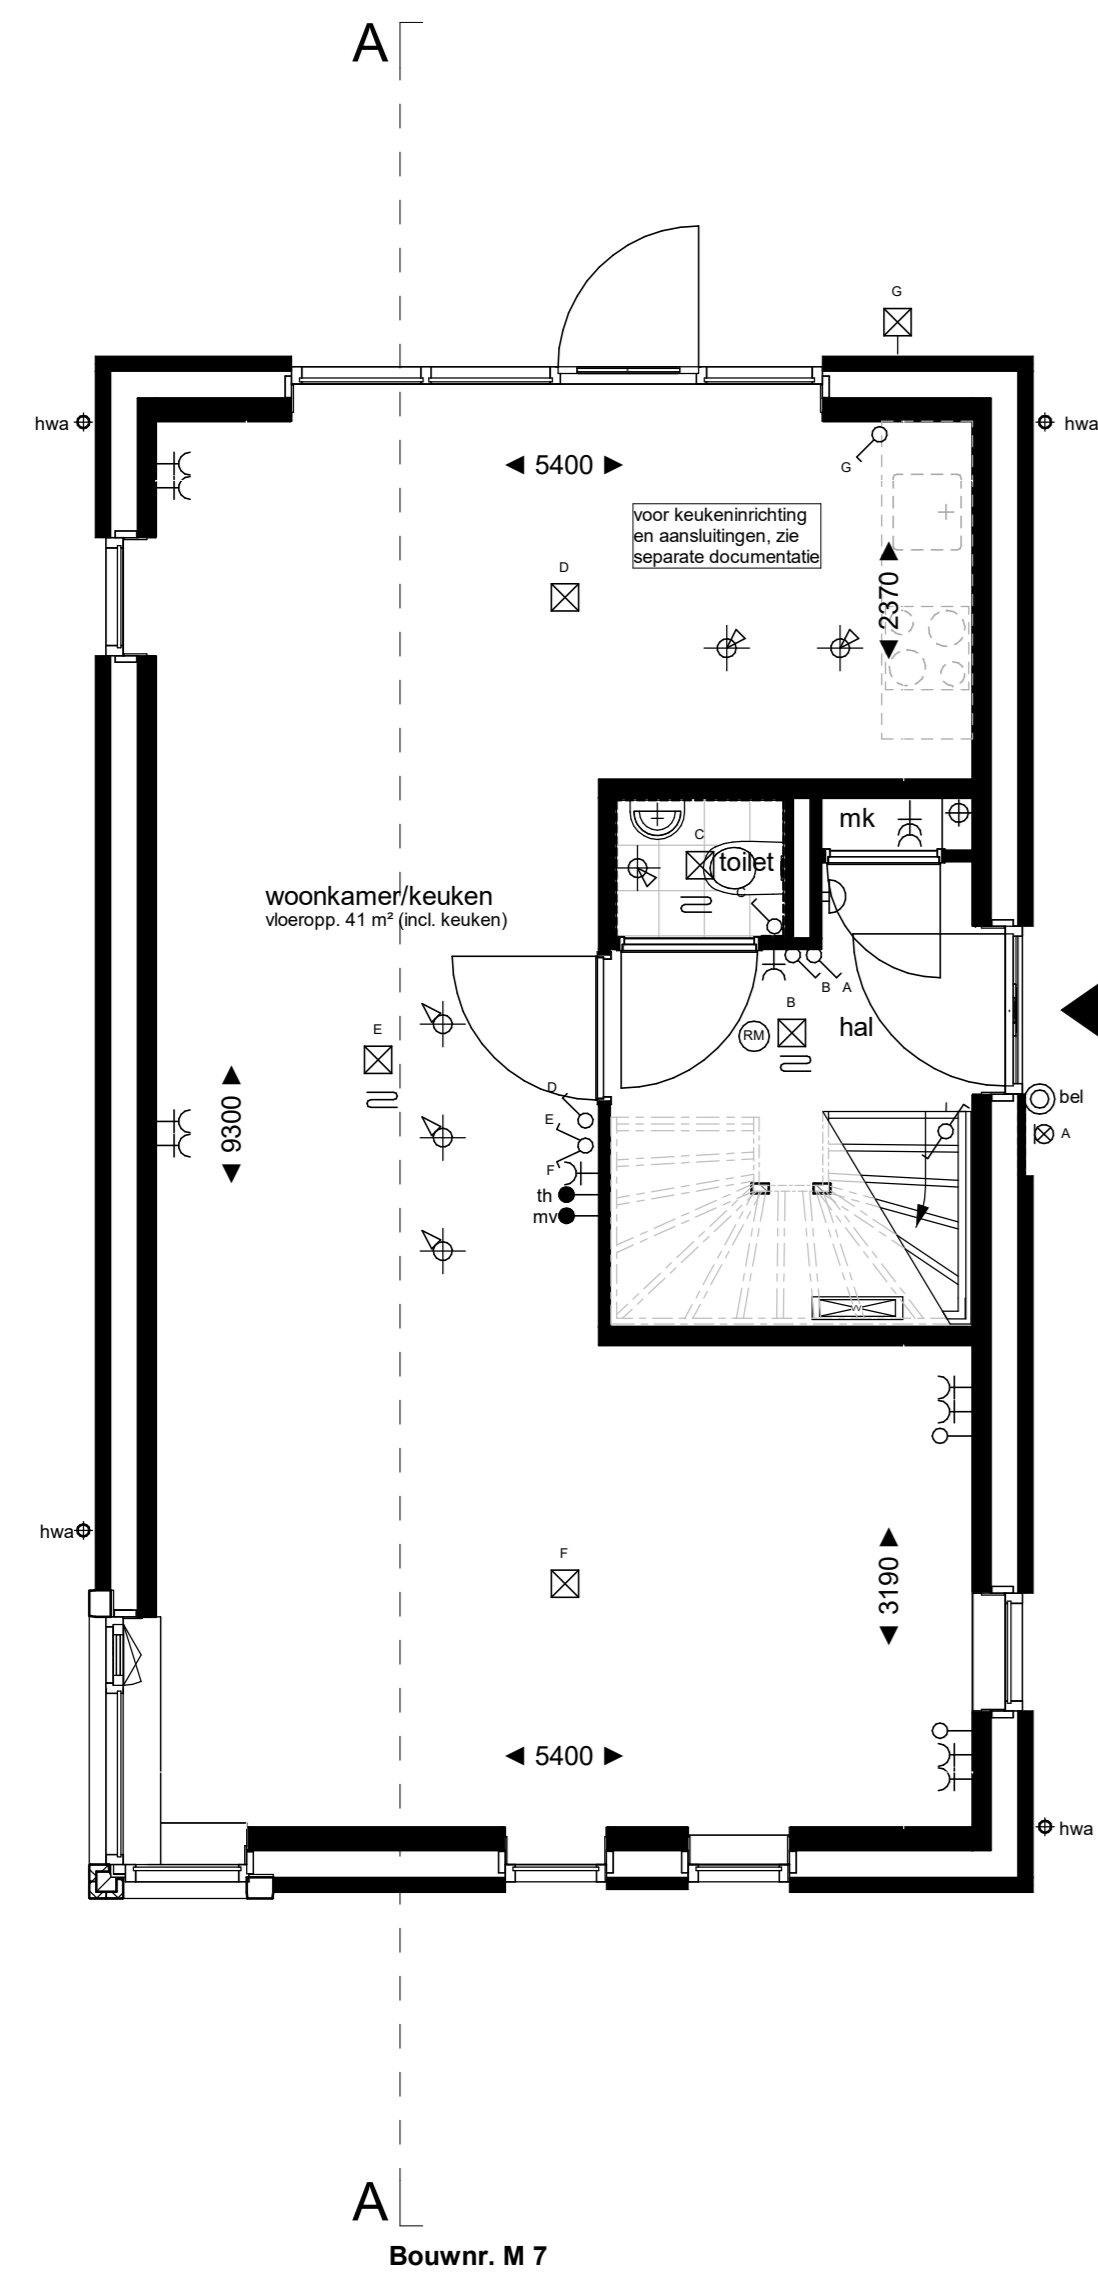 A
G
hwa
hwa
5400
G
voor keukeninrichting
en aansluitingen, zie
separate documentatie
D
2370
mk
C
toilet
C
woonkamer/keuken
vloeropp. 41 m² (incl. keuken)
B A
B
hal
RM
E
D
E
F
th
mv
9300
bel
A
w
hwa
F
3190
5400
hwa
A
Bouwnr. M 7